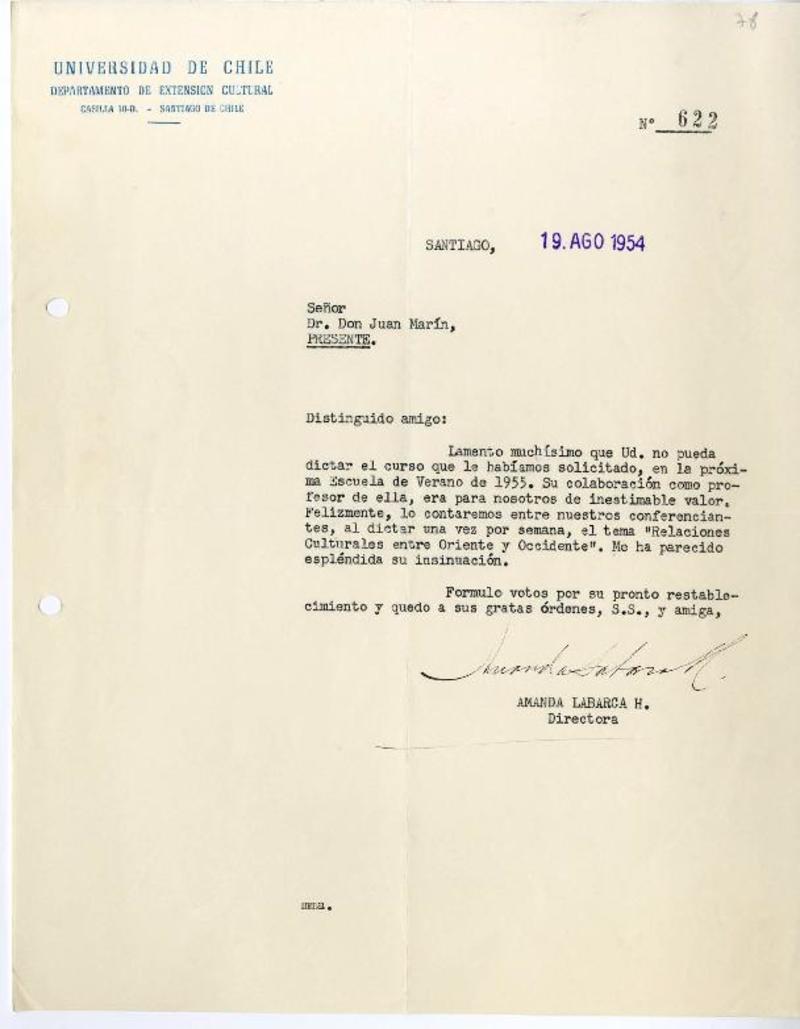 78
UNIVERSIDAD DE CHILE
DEPARTAMENTO DE EXTENSION CULTURAL
CASILLA 10-D. - SANTIAGO DE CHILE
Nº 622
SANTIAGO, 19. AGO 1954
Señor
Dr. Don Juan Marín,
PRESENTE.
Distinguido amigo:
Lamento muchísimo que Ud. no pueda
dictar el curso que le habíamos solicitado, en la próxi-
ma Escuela de Verano de 1955. Su colaboración como pro-
fesor de ella, era para nosotros de inestimable valor.
Felizmente, lo contaremos entre nuestros conferencian-
tes, al dictar una vez por semana, el tema "Relaciones
Culturales entre Oriente y Occidente". Me ha parecido
espléndida su insinuación.
Formulo votos por su pronto restable-
cimiento y quedo a sus gratas órdenes, S.S., y amiga,
Amanda Labarca H.
AMANDA LABARCA H.
Directora